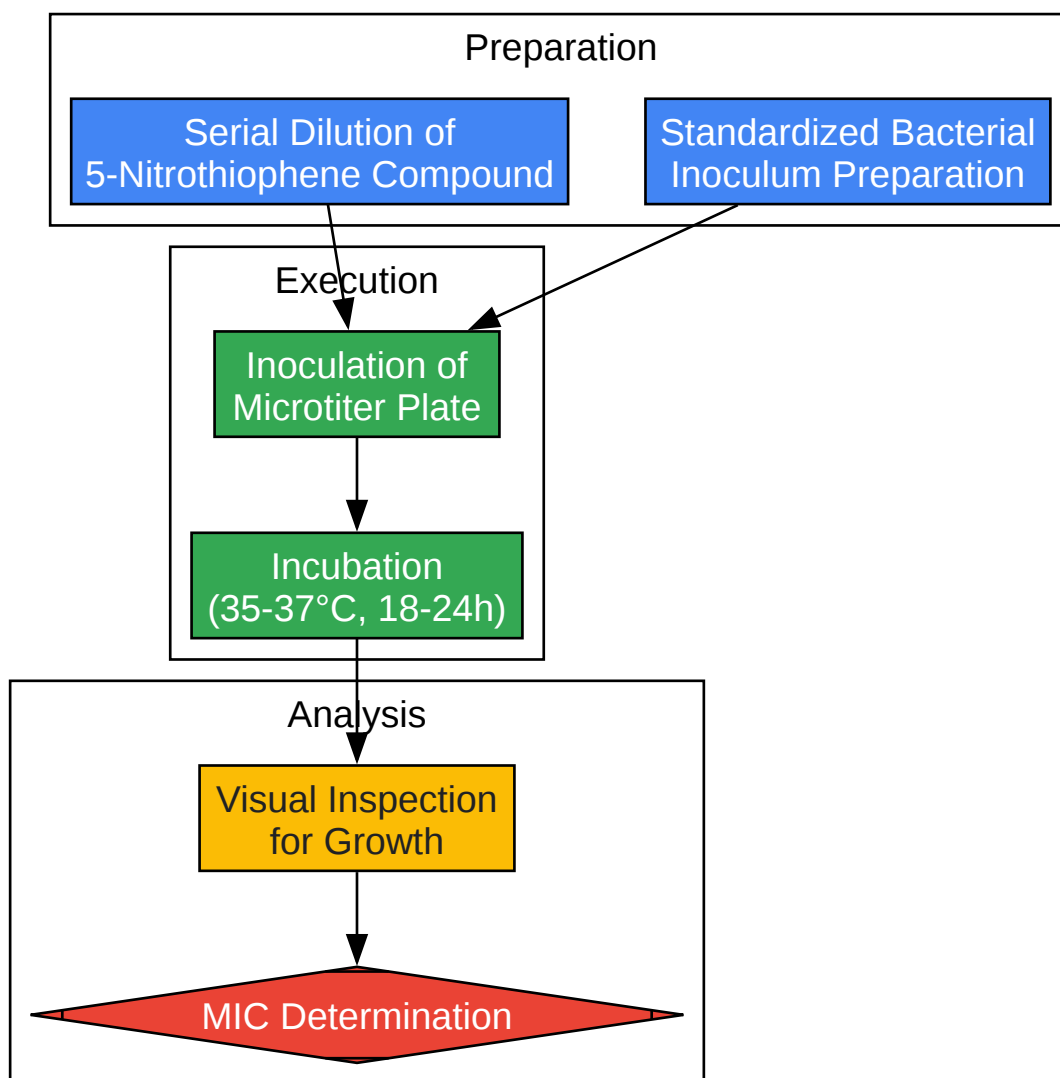 Preparation
Serial Dilution of
5-Nitrothiophene Compound
Standardized Bacterial
Inoculum Preparation
Execution
Inoculation of
Microtiter Plate
Incubation
(35-37°C, 18-24h)
Analysis
Visual Inspection
for Growth
MIC Determination